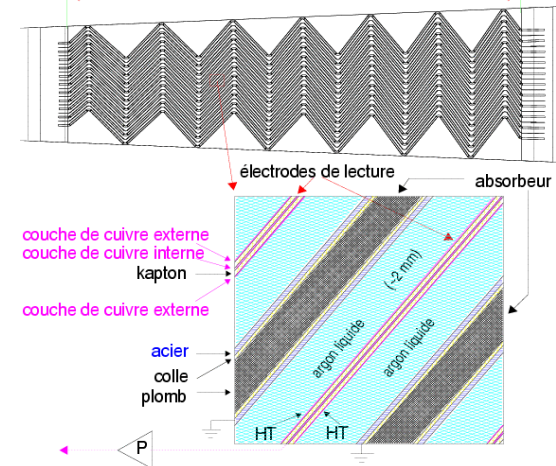 électrodes de lecture
absorbeur
couche de cuivre externe
couche de cuivre interne
kapton
couche de cuivre externe
(~2 mm)
acier
colle
plomb
argon liquide
argon liquide
HT
HT
P